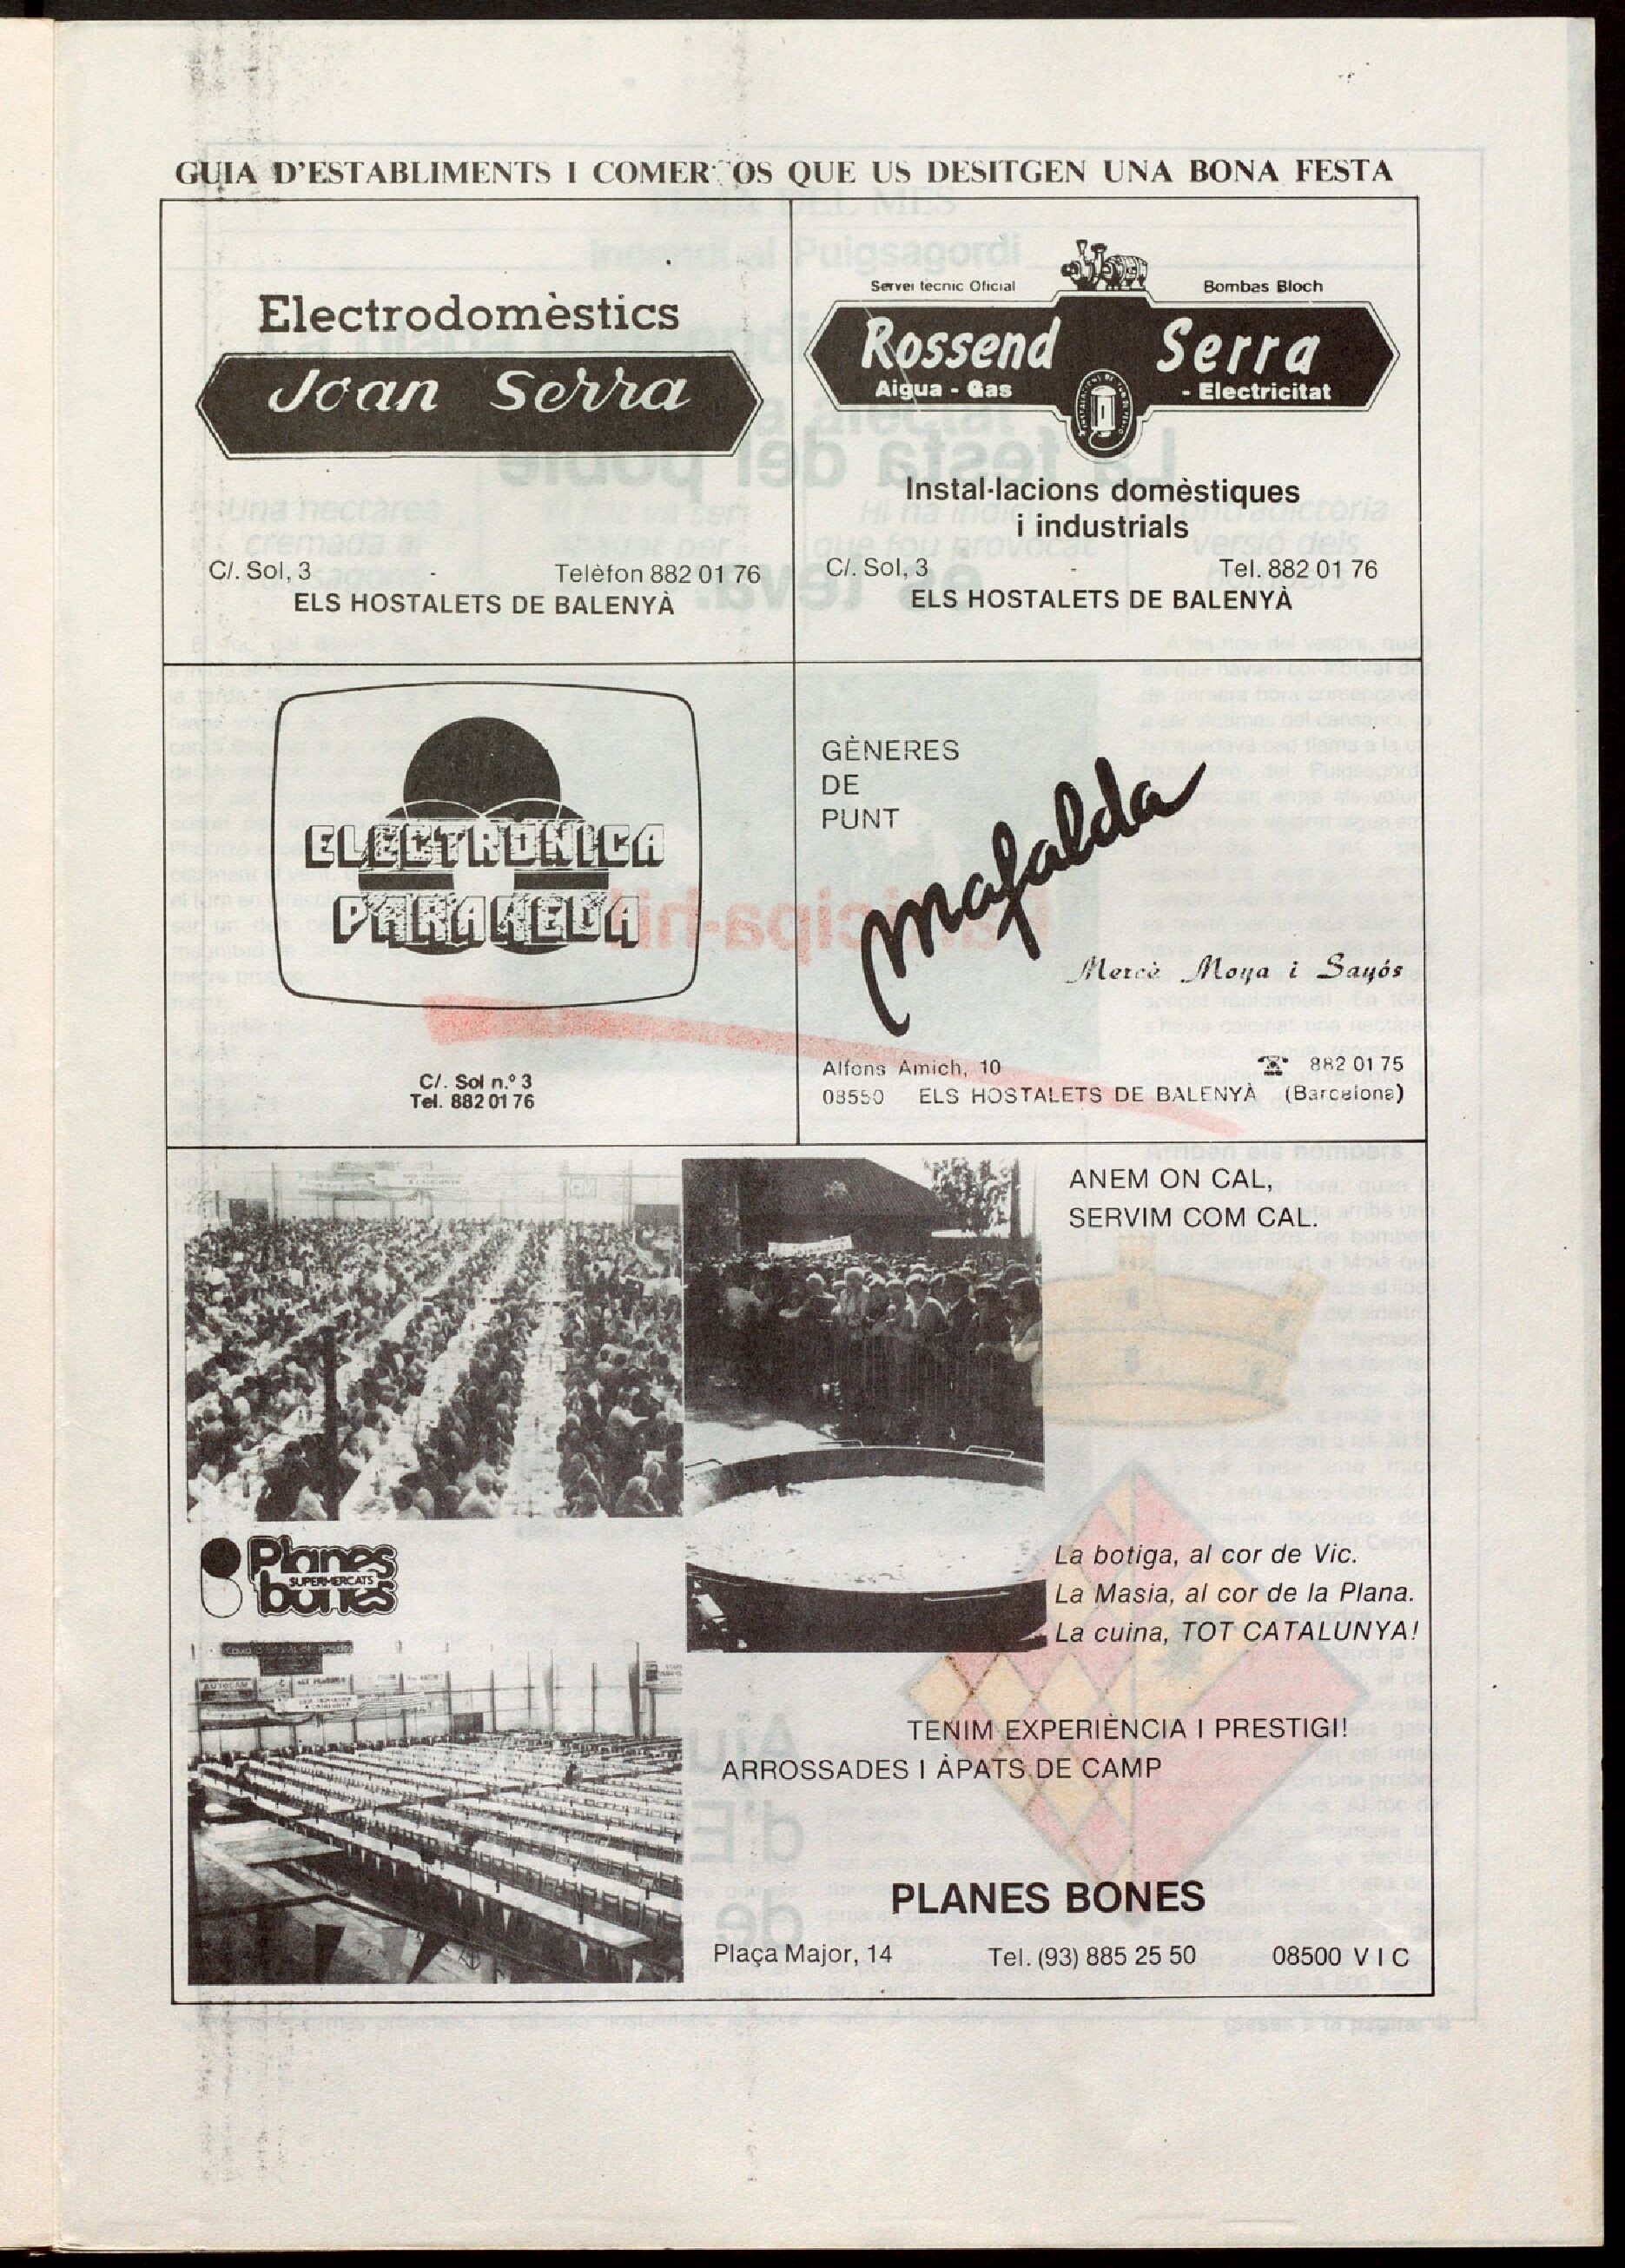 GUIA D'ESTABLIMENTS I COMERÇOS QUE US DESITGEN UNA BONA FESTA
Electrodomèstics
Joan Serra
C/. Sol, 3 - Telèfon 882 01 76
ELS HOSTALETS DE BALENYÀ
Servei tècnic Oficial Bombas Bloch
Rossend Serra
Aigua - Gas - Electricitat
Instal·lacions domèstiques
i industrials
C/. Sol, 3 - Tel. 882 01 76
ELS HOSTALETS DE BALENYÀ
ELECTRONICA
PARAREDA
C/. Sol n.º 3
Tel. 882 01 76
GÈNERES
DE
PUNT
mafalda
Mercè Moya i Sayós
Alfons Amich, 10 ☎ 882 01 75
08550 ELS HOSTALETS DE BALENYÀ (Barcelona)
ANEM ON CAL,
SERVIM COM CAL.
Planes
SUPERMERCATS
bones
La botiga, al cor de Vic.
La Masia, al cor de la Plana.
La cuina, TOT CATALUNYA!
TENIM EXPERIÈNCIA I PRESTIGI!
ARROSSADES I ÀPATS DE CAMP
PLANES BONES
Plaça Major, 14 Tel. (93) 885 25 50 08500 VIC